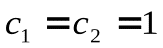 c₁ = c₂ = 1